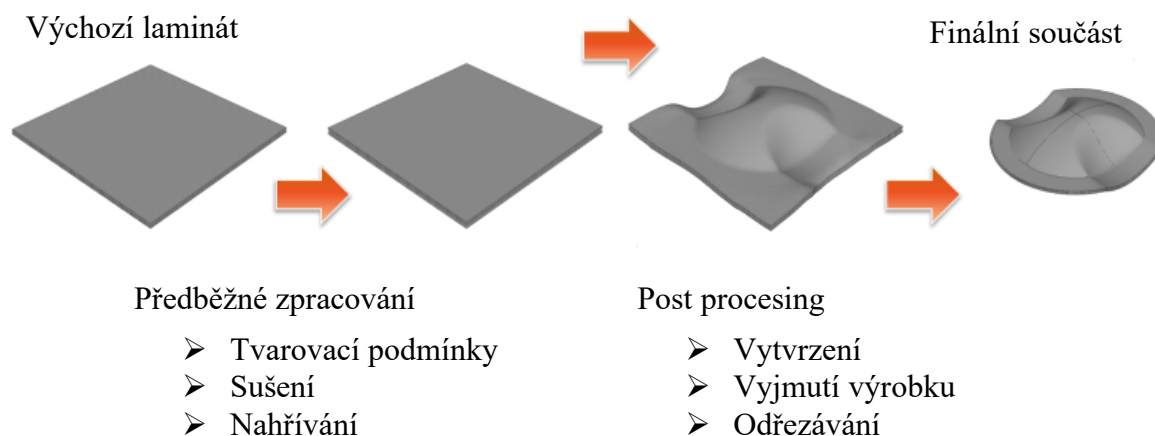 Výchozí laminát
Finální součást
Předběžné zpracování
➢ Tvarovací podmínky
➢ Sušení
➢ Nahřívání
Post procesing
➢ Vytvrzení
➢ Vyjmutí výrobku
➢ Odřezávání